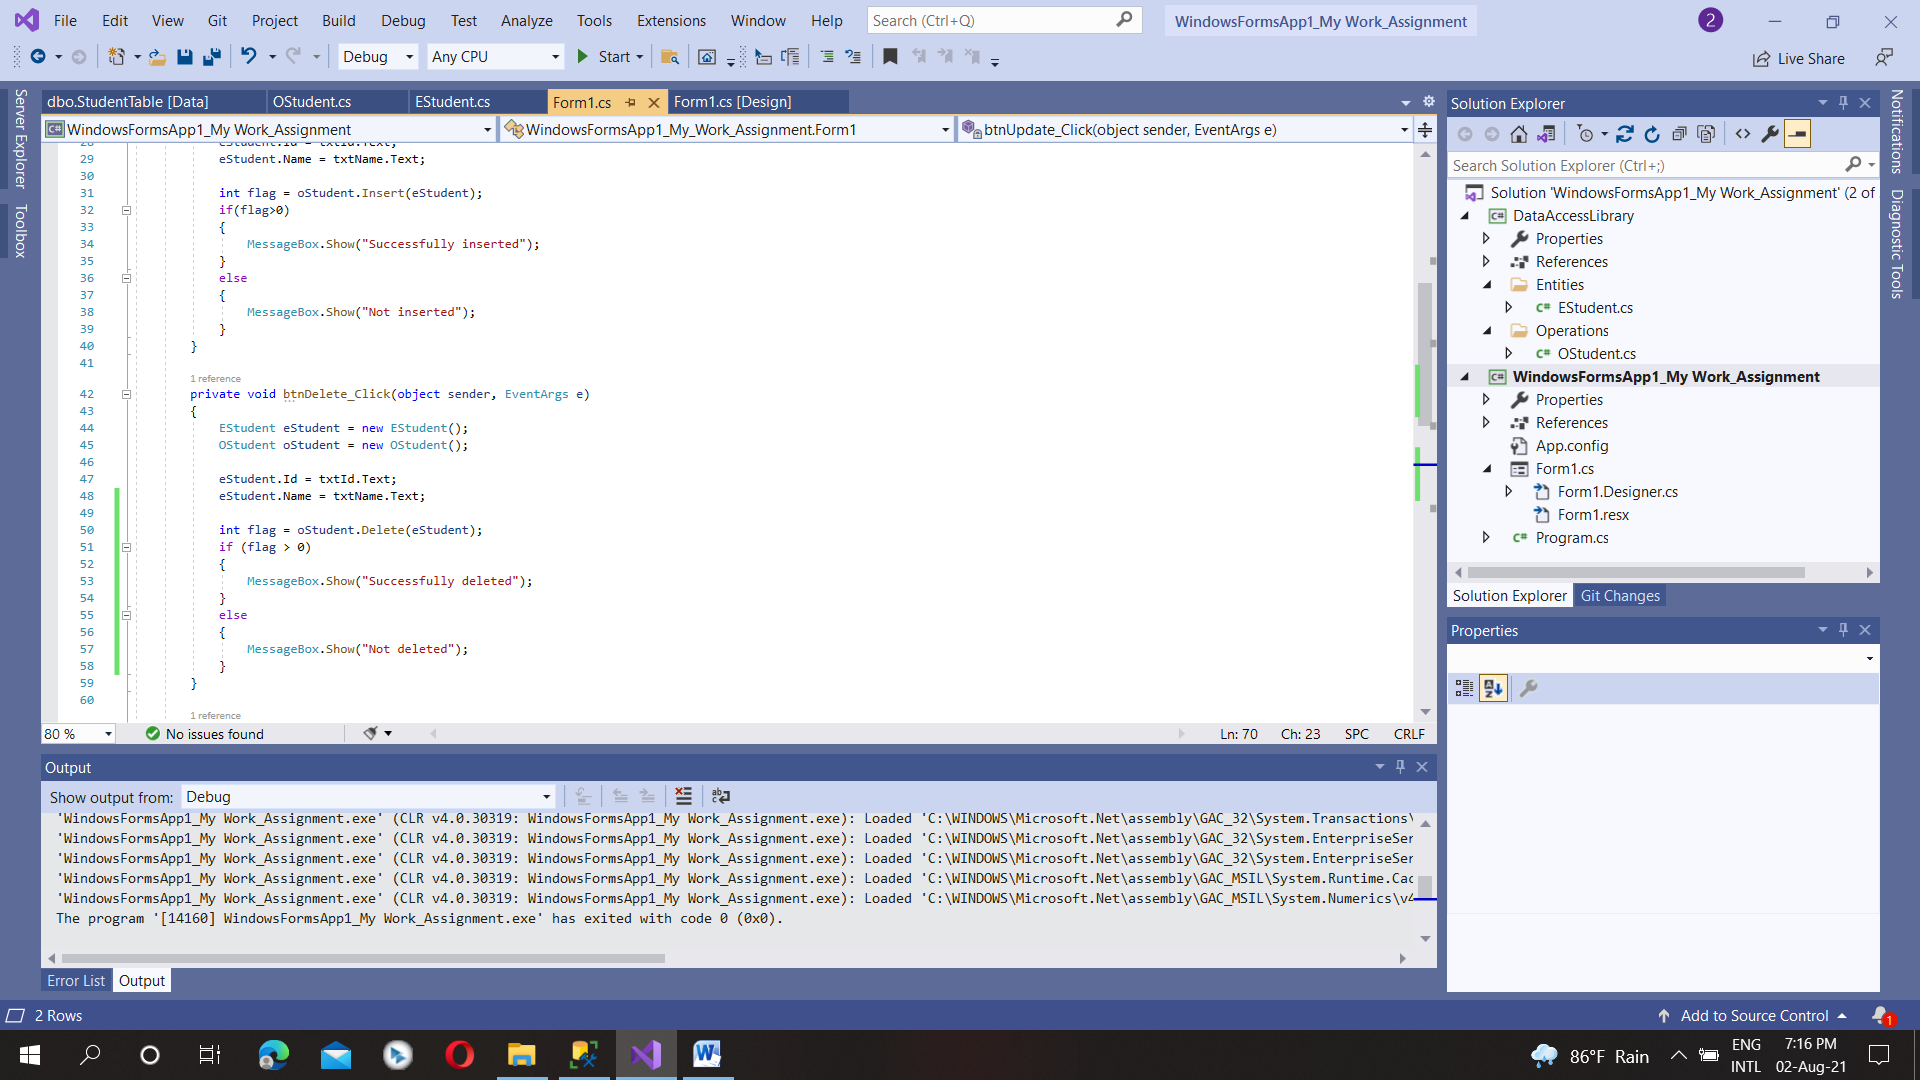 File Edit View Git Project Build Debug Test Analyze Tools Extensions Window Help Search (Ctrl+Q) WindowsFormsApp1_My Work_Assignment 2
Debug Any CPU Start Live Share
Server Explorer
Toolbox
dbo.StudentTable [Data] OStudent.cs EStudent.cs Form1.cs Form1.cs [Design]
WindowsFormsApp1_My Work_Assignment WindowsFormsApp1_My_Work_Assignment.Form1 btnUpdate_Click(object sender, EventArgs e)
28 eStudent.Id = txtId.Text;
29 eStudent.Name = txtName.Text;
30
31 int flag = oStudent.Insert(eStudent);
32 if(flag>0)
33 {
34 MessageBox.Show("Successfully inserted");
35 }
36 else
37 {
38 MessageBox.Show("Not inserted");
39 }
40 }
41
1 reference
42 private void btnDelete_Click(object sender, EventArgs e)
43 {
44 EStudent eStudent = new EStudent();
45 OStudent oStudent = new OStudent();
46
47 eStudent.Id = txtId.Text;
48 eStudent.Name = txtName.Text;
49
50 int flag = oStudent.Delete(eStudent);
51 if (flag > 0)
52 {
53 MessageBox.Show("Successfully deleted");
54 }
55 else
56 {
57 MessageBox.Show("Not deleted");
58 }
59 }
60
1 reference
80 % No issues found Ln: 70 Ch: 23 SPC CRLF
Output
Show output from: Debug
'WindowsFormsApp1_My Work_Assignment.exe' (CLR v4.0.30319: WindowsFormsApp1_My Work_Assignment.exe): Loaded 'C:\WINDOWS\Microsoft.Net\assembly\GAC_32\System.Transactions\
'WindowsFormsApp1_My Work_Assignment.exe' (CLR v4.0.30319: WindowsFormsApp1_My Work_Assignment.exe): Loaded 'C:\WINDOWS\Microsoft.Net\assembly\GAC_32\System.EnterpriseSer
'WindowsFormsApp1_My Work_Assignment.exe' (CLR v4.0.30319: WindowsFormsApp1_My Work_Assignment.exe): Loaded 'C:\WINDOWS\Microsoft.Net\assembly\GAC_32\System.EnterpriseSer
'WindowsFormsApp1_My Work_Assignment.exe' (CLR v4.0.30319: WindowsFormsApp1_My Work_Assignment.exe): Loaded 'C:\WINDOWS\Microsoft.Net\assembly\GAC_MSIL\System.Runtime.Cac
'WindowsFormsApp1_My Work_Assignment.exe' (CLR v4.0.30319: WindowsFormsApp1_My Work_Assignment.exe): Loaded 'C:\WINDOWS\Microsoft.Net\assembly\GAC_MSIL\System.Numerics\v4
The program '[14160] WindowsFormsApp1_My Work_Assignment.exe' has exited with code 0 (0x0).
Error List Output
Solution Explorer
Search Solution Explorer (Ctrl+;)
Solution 'WindowsFormsApp1_My Work_Assignment' (2 of
DataAccessLibrary
Properties
References
Entities
C# EStudent.cs
Operations
C# OStudent.cs
WindowsFormsApp1_My Work_Assignment
Properties
References
App.config
Form1.cs
Form1.Designer.cs
Form1.resx
C# Program.cs
Solution Explorer Git Changes
Properties
Notifications
Diagnostic Tools
2 Rows Add to Source Control 1
86°F Rain ENG INTL 7:16 PM 02-Aug-21